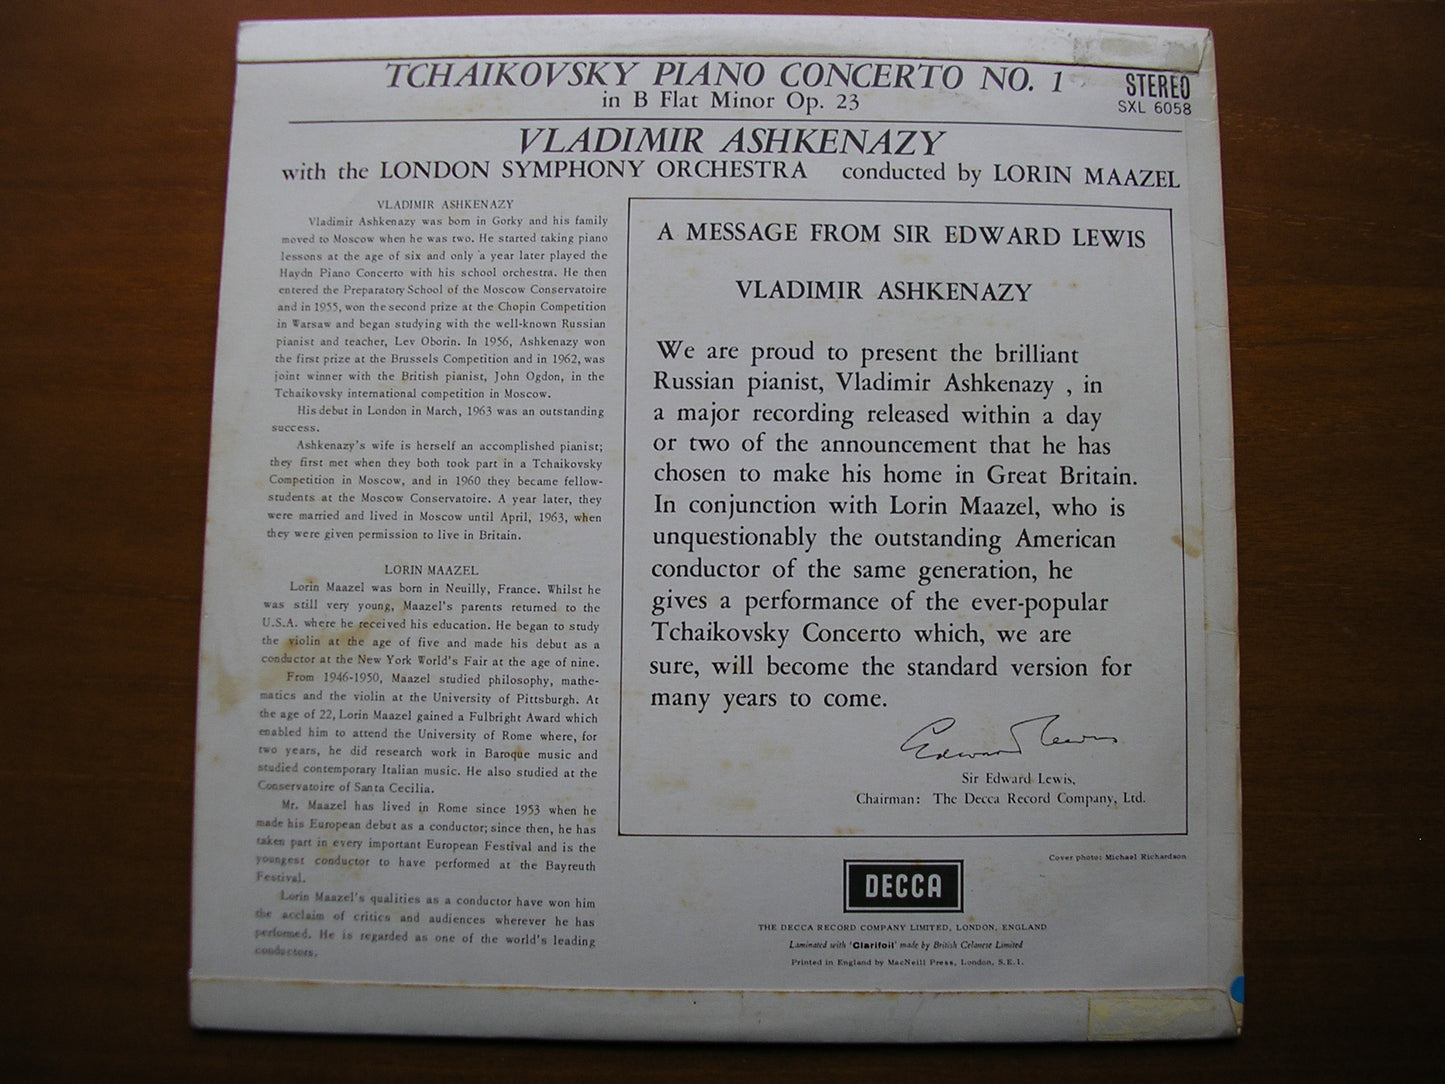 TCHAIKOVSKY PIANO CONCERTO NO. 1
in B Flat Minor Op. 23
STEREO
SXL 6058
VLADIMIR ASHKENAZY
with the LONDON SYMPHONY ORCHESTRA conducted by LORIN MAAZEL
VLADIMIR ASHKENAZY
Vladimir Ashkenazy was born in Gorky and his family
moved to Moscow when he was two. He started taking piano
lessons at the age of six and only a year later played the
Haydn Piano Concerto with his school orchestra. He then
entered the Preparatory School of the Moscow Conservatoire
and in 1955, won the second prize at the Chopin Competition
in Warsaw and began studying with the well-known Russian
pianist and teacher, Lev Oborin. In 1956, Ashkenazy won
the first prize at the Brussels Competition and in 1962, was
joint winner with the British pianist, John Ogdon, in the
Tchaikovsky international competition in Moscow.
His debut in London in March, 1963 was an outstanding
success.
Ashkenazy's wife is herself an accomplished pianist;
they first met when they both took part in a Tchaikovsky
Competition in Moscow, and in 1960 they became fellow-
students at the Moscow Conservatoire. A year later, they
were married and lived in Moscow until April, 1963, when
they were given permission to live in Britain.
LORIN MAAZEL
Lorin Maazel was born in Neuilly, France. Whilst he
was still very young, Maazel's parents returned to the
U.S.A. where he received his education. He began to study
the violin at the age of five and made his debut as a
conductor at the New York World's Fair at the age of nine.
From 1946-1950, Maazel studied philosophy, mathe-
matics and the violin at the University of Pittsburgh. At
the age of 22, Lorin Maazel gained a Fulbright Award which
enabled him to attend the University of Rome where, for
two years, he did research work in Baroque music and
studied contemporary Italian music. He also studied at the
Conservatoire of Santa Cecilia.
Mr. Maazel has lived in Rome since 1953 when he
made his European debut as a conductor; since then, he has
taken part in every important European Festival and is the
youngest conductor to have performed at the Bayreuth
Festival.
Lorin Maazel's qualities as a conductor have won him
the acclaim of critics and audiences wherever he has
performed. He is regarded as one of the world's leading
conductors.
A MESSAGE FROM SIR EDWARD LEWIS
VLADIMIR ASHKENAZY
We are proud to present the brilliant
Russian pianist, Vladimir Ashkenazy , in
a major recording released within a day
or two of the announcement that he has
chosen to make his home in Great Britain.
In conjunction with Lorin Maazel, who is
unquestionably the outstanding American
conductor of the same generation, he
gives a performance of the ever-popular
Tchaikovsky Concerto which, we are
sure, will become the standard version for
many years to come.
Edward Lewis
Sir Edward Lewis,
Chairman: The Decca Record Company, Ltd.
Cover photo: Michael Richardson
DECCA
THE DECCA RECORD COMPANY LIMITED, LONDON, ENGLAND
Laminated with 'Clarifoil' made by British Celanese Limited
Printed in England by MacNeill Press, London, S.E.1.